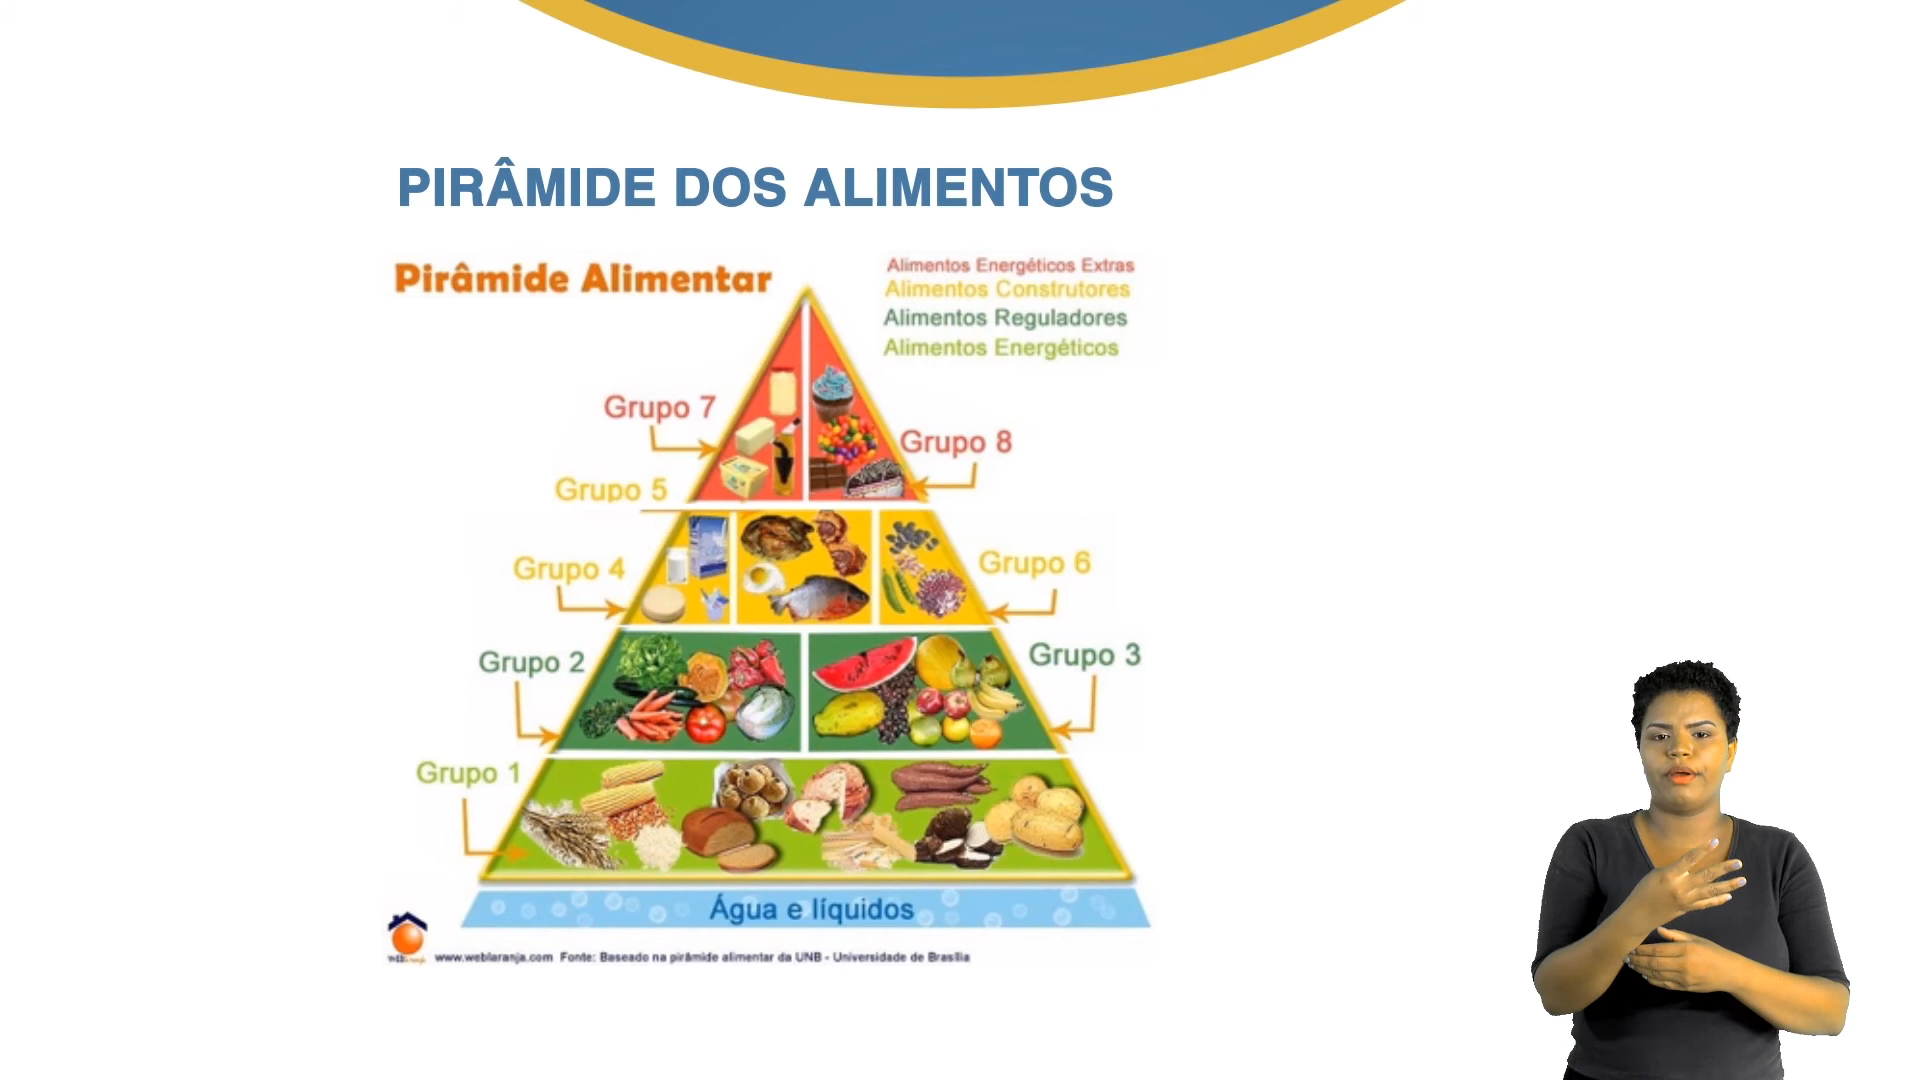 PIRÂMIDE DOS ALIMENTOS
Pirâmide Alimentar
Alimentos Energéticos Extras
Alimentos Construtores
Alimentos Reguladores
Alimentos Energéticos
Grupo 7
Grupo 8
Grupo 5
Grupo 4
Grupo 6
Grupo 2
Grupo 3
Grupo 1
Água e líquidos
www.weblaranja.com Fonte: Baseado na pirâmide alimentar da UNB - Universidade de Brasília